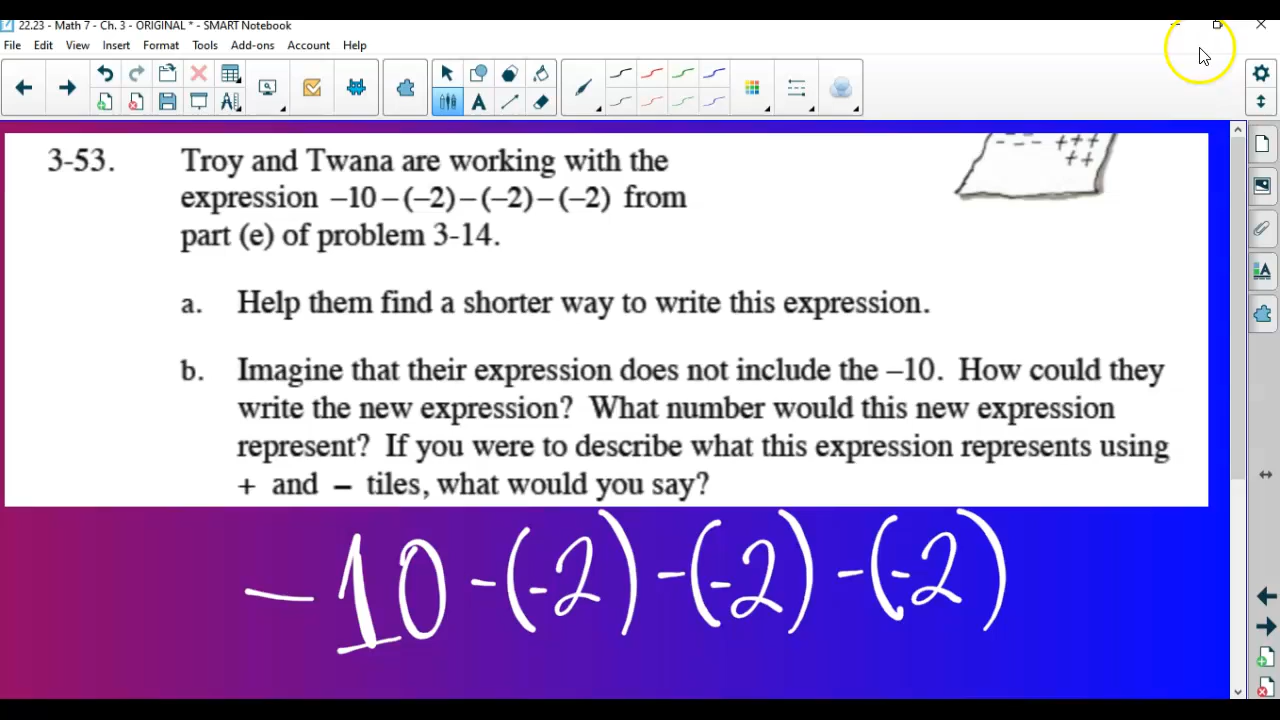 22.23 - Math 7 - Ch. 3 - ORIGINAL * - SMART Notebook
File Edit View Insert Format Tools Add-ons Account Help
3-53. Troy and Twana are working with the
expression –10 – (–2) – (–2) – (–2) from
part (e) of problem 3-14.
a. Help them find a shorter way to write this expression.
b. Imagine that their expression does not include the –10. How could they
write the new expression? What number would this new expression
represent? If you were to describe what this expression represents using
+ and – tiles, what would you say?
- 10 - (-2) - (-2) - (-2)